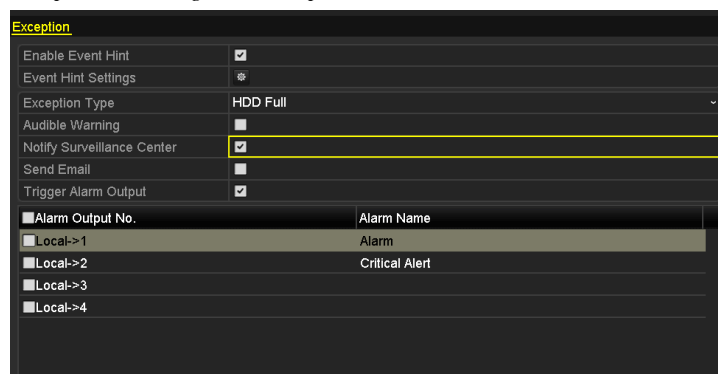 Exception
Enable Event Hint
Event Hint Settings
Exception Type HDD Full
Audible Warning
Notify Surveillance Center
Send Email
Trigger Alarm Output
Alarm Output No. Alarm Name
Local->1 Alarm
Local->2 Critical Alert
Local->3
Local->4